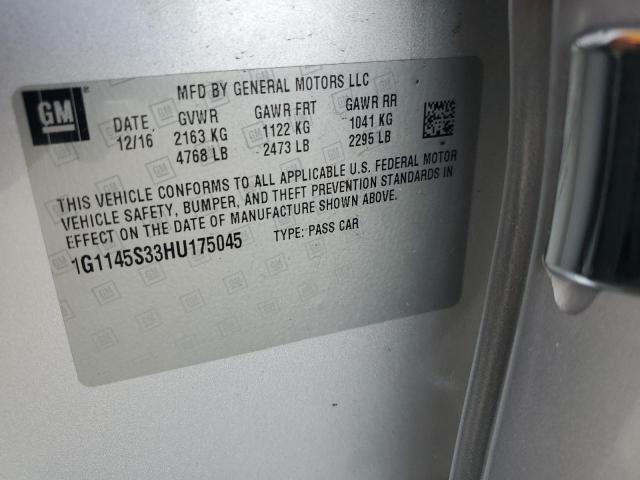 GM
MFD BY GENERAL MOTORS LLC
DATE GVWR GAWR FRT GAWR RR
12/16 2163 KG 1122 KG 1041 KG
4768 LB 2473 LB 2295 LB
THIS VEHICLE CONFORMS TO ALL APPLICABLE U.S. FEDERAL MOTOR
VEHICLE SAFETY, BUMPER, AND THEFT PREVENTION STANDARDS IN
EFFECT ON THE DATE OF MANUFACTURE SHOWN ABOVE.
1G1145S33HU175045 TYPE: PASS CAR